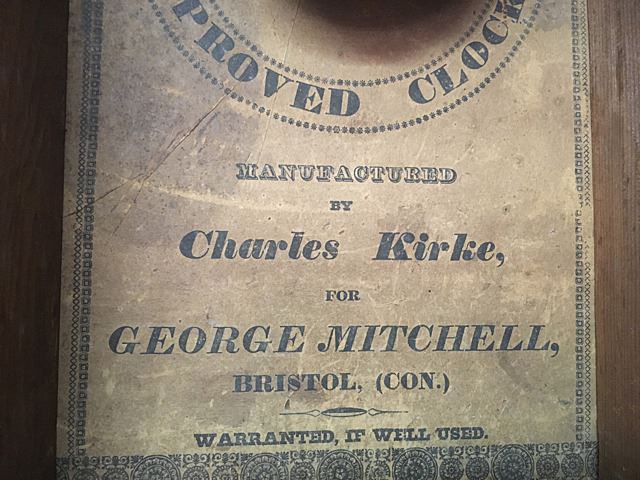 PROVED CLOCK
MANUFACTURED
BY
Charles Kirke,
FOR
GEORGE MITCHELL,
BRISTOL, (CON.)
WARRANTED, IF WELL USED.